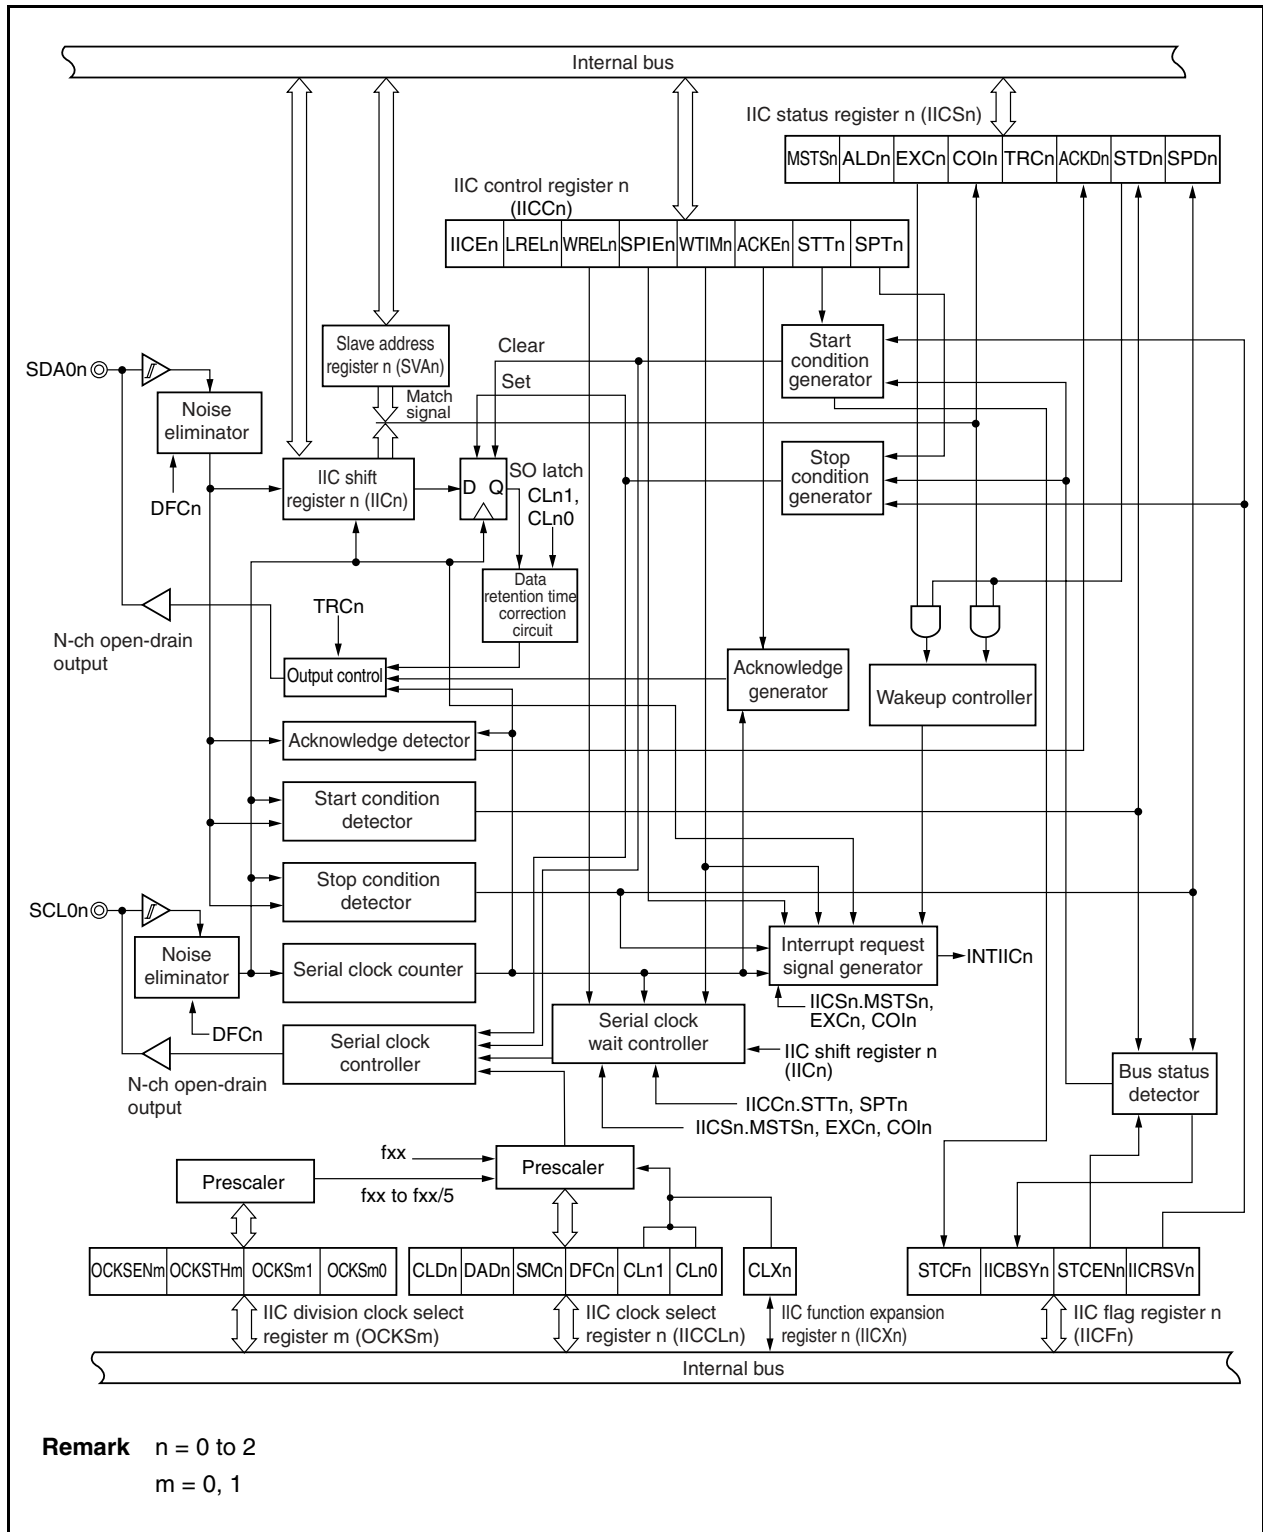 Internal bus
IIC status register n (IICSn)
MSTSn ALDn EXCn COIn TRCn ACKDn STDn SPDn
IIC control register n
(IICCn)
IICEn LRELn WRELn SPIEn WTIMn ACKEn STTn SPTn
Slave address
register n (SVAn)
Clear
Set
Match
signal
Start
condition
generator
SDA0n
Noise
eliminator
DFCn
IIC shift
register n (IICn)
D Q
SO latch
CLn1,
CLn0
Stop
condition
generator
Data
retention time
correction
circuit
TRCn
N-ch open-drain
output
Output control
Acknowledge
generator
Wakeup controller
Acknowledge detector
Start condition
detector
Stop condition
detector
SCL0n
Noise
eliminator
DFCn
Serial clock counter
Interrupt request
signal generator
INTIICn
IICSn.MSTSn,
EXCn, COIn
Serial clock
controller
N-ch open-drain
output
Serial clock
wait controller
IIC shift register n
(IICn)
IICCn.STTn, SPTn
IICSn.MSTSn, EXCn, COIn
Bus status
detector
Prescaler
fxx
fxx to fxx/5
Prescaler
OCKSENm OCKSTHm OCKSm1 OCKSm0
CLDn DADn SMCn DFCn CLn1 CLn0
CLXn
STCFn IICBSYn STCENn IICRSVn
IIC division clock select
register m (OCKSm)
IIC clock select
register n (IICCLn)
IIC function expansion
register n (IICXn)
IIC flag register n
(IICFn)
Internal bus
Remark n = 0 to 2
m = 0, 1